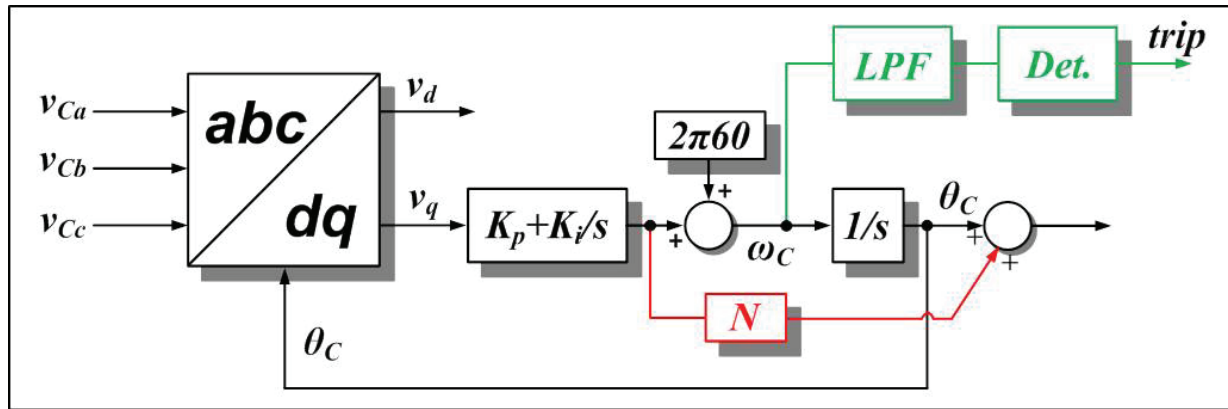 LPF
Det.
trip
v_Ca
v_Cb
v_Cc
abc
dq
v_d
v_q
K_p+K_i/s
2π60
+
+
ω_C
1/s
θ_C
+
+
N
θ_C